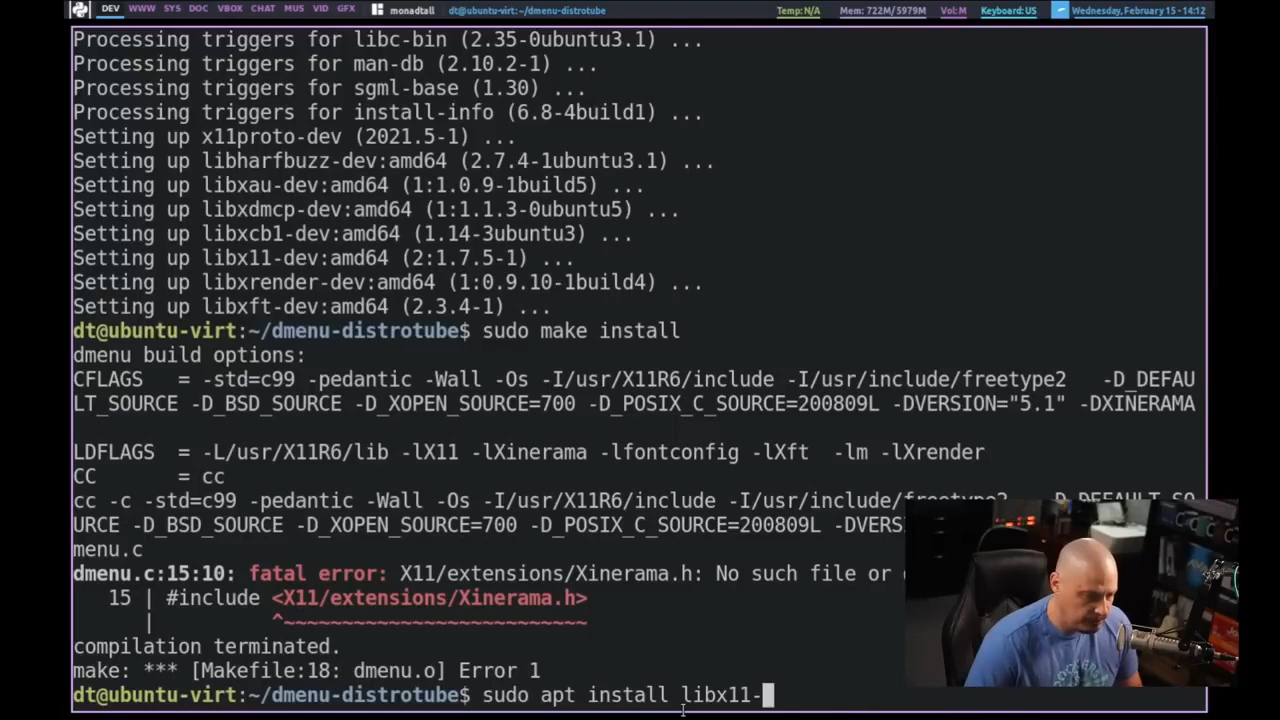 DEV WWW SYS DOC VBOX CHAT MUS VID GFX monadtall dt@ubuntu-virt: ~/dmenu-distrotube Temp: N/A Mem: 722M/5979M Vol: M Keyboard: US Wednesday, February 15 - 14:12
Processing triggers for libc-bin (2.35-0ubuntu3.1) ...
Processing triggers for man-db (2.10.2-1) ...
Processing triggers for sgml-base (1.30) ...
Processing triggers for install-info (6.8-4build1) ...
Setting up x11proto-dev (2021.5-1) ...
Setting up libharfbuzz-dev:amd64 (2.7.4-1ubuntu3.1) ...
Setting up libxau-dev:amd64 (1:1.0.9-1build5) ...
Setting up libxdmcp-dev:amd64 (1:1.1.3-0ubuntu5) ...
Setting up libxcb1-dev:amd64 (1.14-3ubuntu3) ...
Setting up libx11-dev:amd64 (2:1.7.5-1) ...
Setting up libxrender-dev:amd64 (1:0.9.10-1build4) ...
Setting up libxft-dev:amd64 (2.3.4-1) ...
dt@ubuntu-virt:~/dmenu-distrotube$ sudo make install
dmenu build options:
CFLAGS   = -std=c99 -pedantic -Wall -Os -I/usr/X11R6/include -I/usr/include/freetype2   -D_DEFAU
LT_SOURCE -D_BSD_SOURCE -D_XOPEN_SOURCE=700 -D_POSIX_C_SOURCE=200809L -DVERSION="5.1" -DXINERAMA
LDFLAGS  = -L/usr/X11R6/lib -lX11 -lXinerama -lfontconfig -lXft  -lm -lXrender
CC       = cc
cc -c -std=c99 -pedantic -Wall -Os -I/usr/X11R6/include -I/usr/include/freetype2   -D_DEFAULT_SO
URCE -D_BSD_SOURCE -D_XOPEN_SOURCE=700 -D_POSIX_C_SOURCE=200809L -DVERS
menu.c
dmenu.c:15:10: fatal error: X11/extensions/Xinerama.h: No such file or
   15 | #include <X11/extensions/Xinerama.h>
      |          ^~~~~~~~~~~~~~~~~~~~~~~~~~~
compilation terminated.
make: *** [Makefile:18: dmenu.o] Error 1
dt@ubuntu-virt:~/dmenu-distrotube$ sudo apt install libx11-